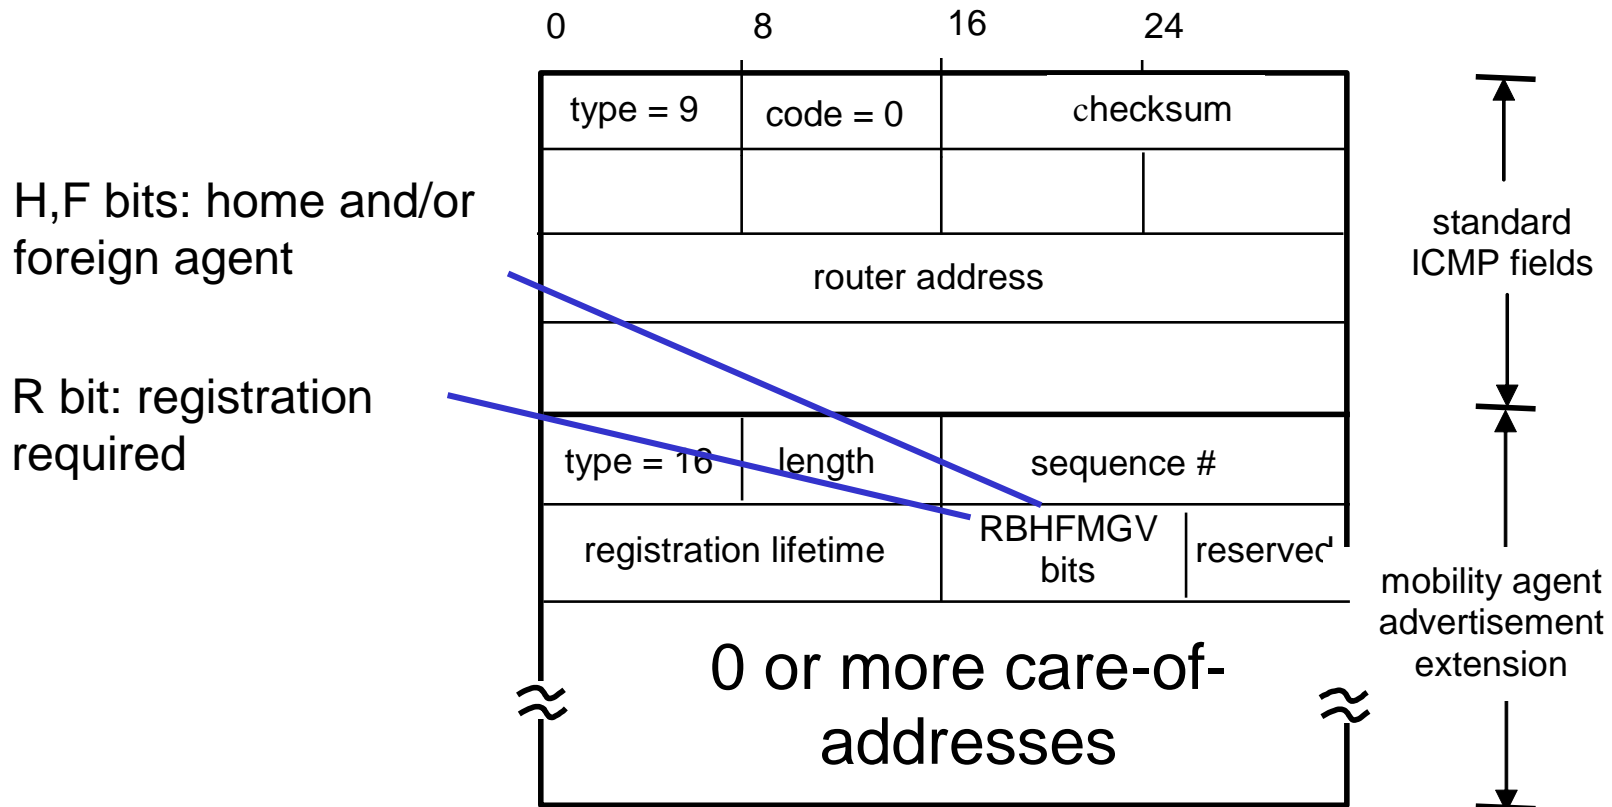 0 8 16 24
type = 9 code = 0 checksum
H,F bits: home and/or
foreign agent
standard
ICMP fields
router address
R bit: registration
required
type = 16 length sequence #
registration lifetime RBHFMGV
bits reserved
mobility agent
advertisement
extension
0 or more care-of-
addresses